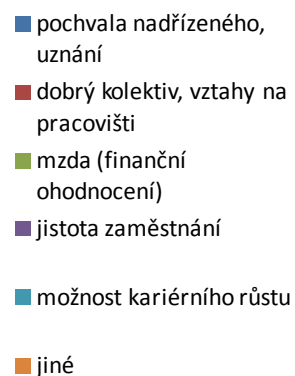 pochvala nadřízeného,
uznání
dobrý kolektiv, vztahy na
pracovišti
mzda (finanční
ohodnocení)
jistota zaměstnání
možnost kariérního růstu
jiné